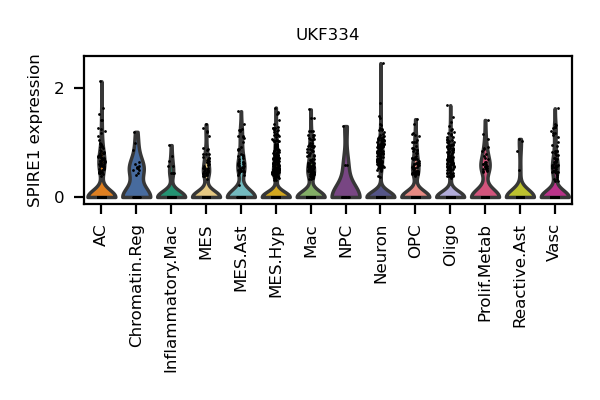 UKF334
SPIRE1 expression
2
0
AC
Chromatin.Reg
Inflammatory.Mac
MES
MES.Ast
MES.Hyp
Mac
NPC
Neuron
OPC
Oligo
Prolif.Metab
Reactive.Ast
Vasc